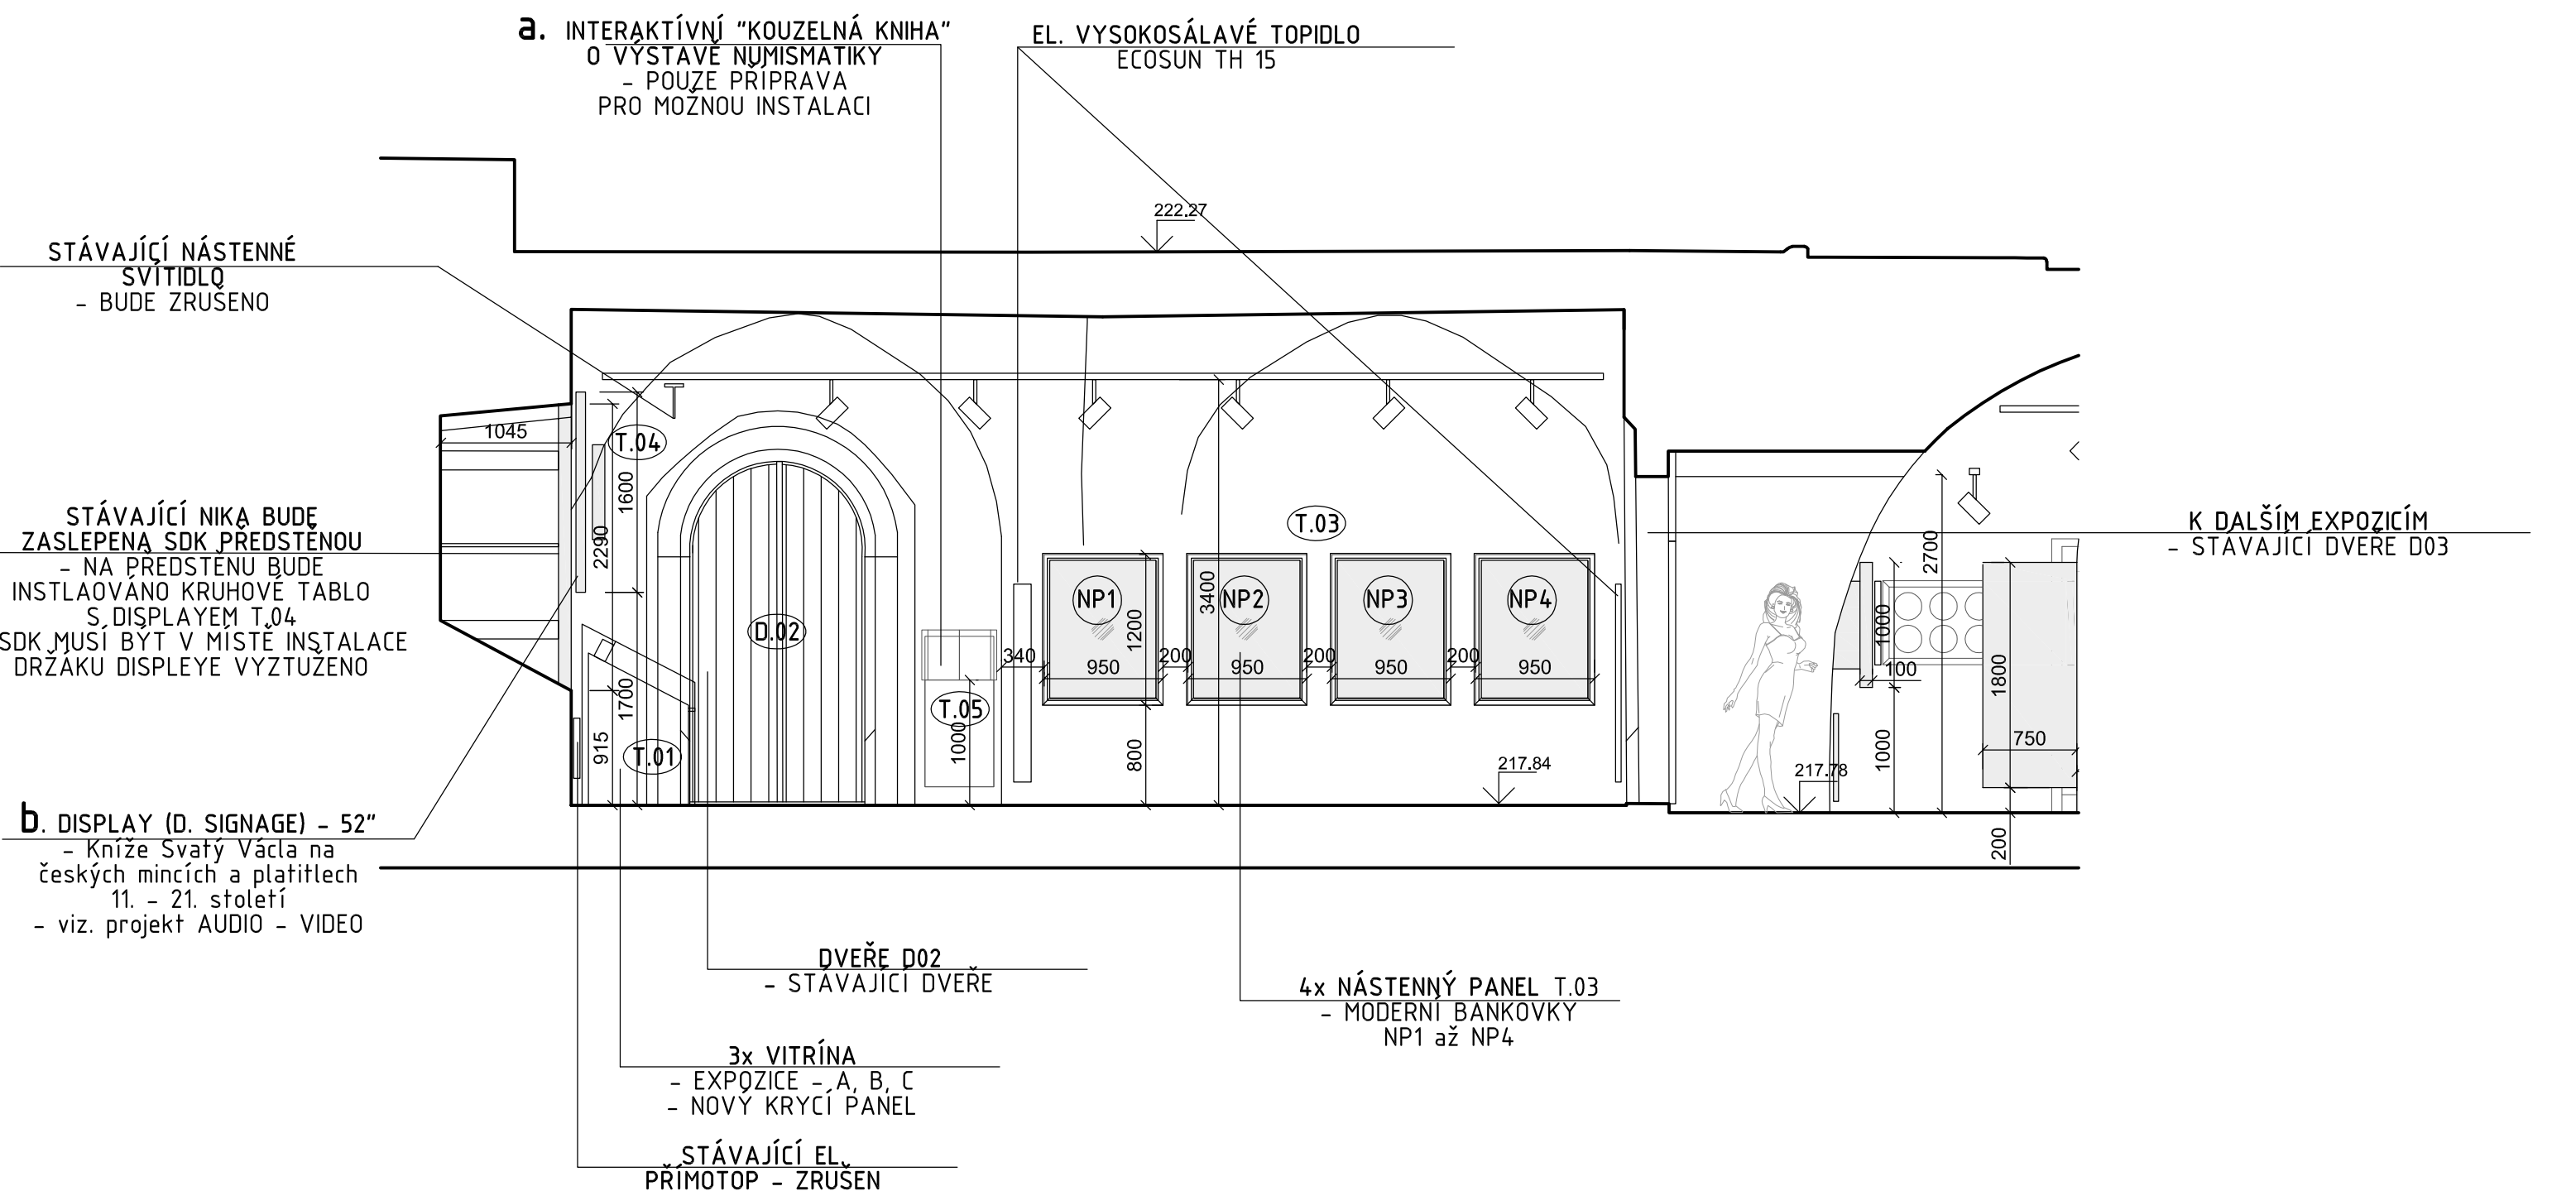 a. INTERAKTÍVNÍ "KOUZELNÁ KNIHA"
O VÝSTAVĚ NUMISMATIKY
- POUZE PŘÍPRAVA
PRO MOŽNOU INSTALACI
EL. VYSOKOSÁLAVÉ TOPIDLO
ECOSUN TH 15
222.27
STÁVAJÍCÍ NÁSTENNÉ
SVÍTIDLO
- BUDE ZRUŠENO
1045
T.04
1600
2290
STÁVAJÍCÍ NIKA BUDE
ZASLEPENA SDK PŘEDSTĚNOU
- NA PŘEDSTĚNU BUDE
INSTLAOVÁNO KRUHOVÉ TABLO
S DISPLAYEM T.04
SDK MUSÍ BÝT V MÍSTĚ INSTALACE
DRŽÁKU DISPLEYE VYZTUŽENO
T.03
K DALŠÍM EXPOZICÍM
- STÁVAJÍCÍ DVEŘE D03
2700
NP1
NP2
NP3
NP4
3400
1200
D.02
340
950
200
950
200
950
200
950
1000
100
1800
1700
T.05
915
T.01
1000
800
217.84
217.78
1000
750
200
b. DISPLAY (D. SIGNAGE) - 52"
- Kníže Svatý Václa na
českých mincích a platitlech
11. - 21. století
- viz. projekt AUDIO - VIDEO
DVEŘE D02
- STÁVAJÍCÍ DVEŘE
4x NÁSTENNÝ PANEL T.03
- MODERNÍ BANKOVKY
NP1 až NP4
3x VITRÍNA
- EXPOZICE - A, B, C
- NOVÝ KRYCÍ PANEL
STÁVAJÍCÍ EL.
PŘÍMOTOP - ZRUŠEN